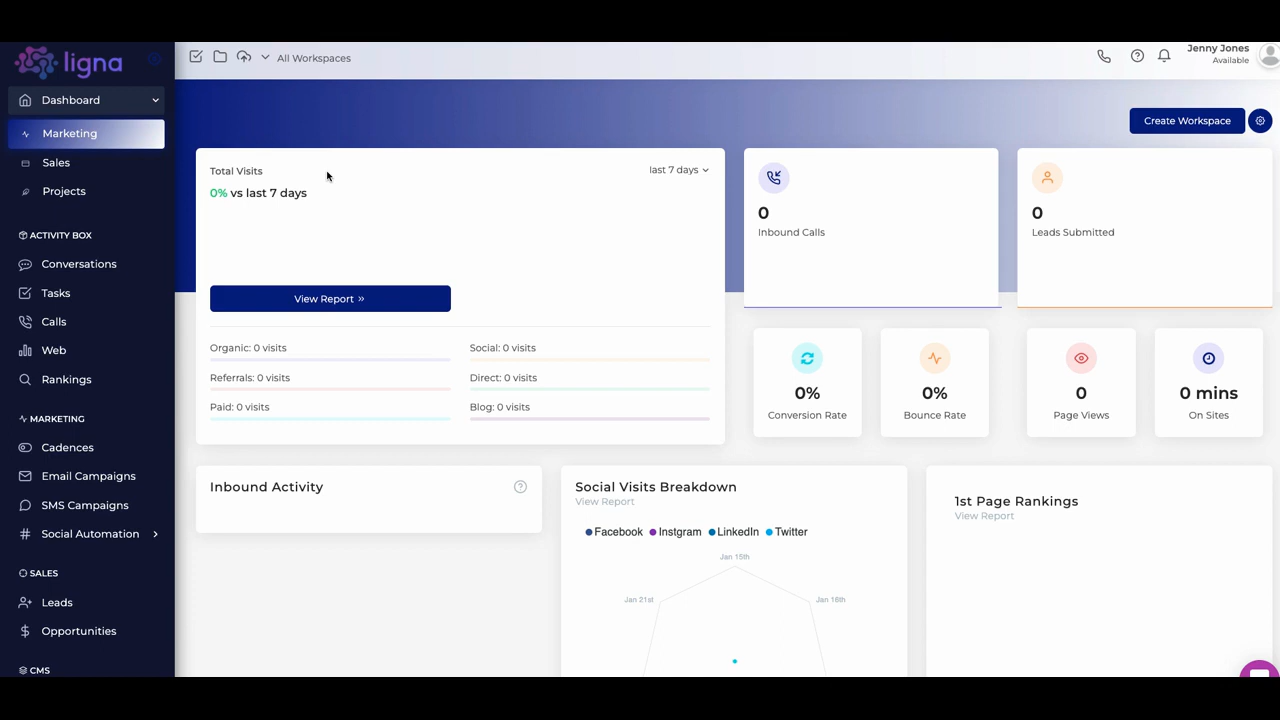 ligna
Dashboard
Marketing
Sales
Projects
ACTIVITY BOX
Conversations
Tasks
Calls
Web
Rankings
MARKETING
Cadences
Email Campaigns
SMS Campaigns
Social Automation
SALES
Leads
Opportunities
CMS
All Workspaces
Jenny Jones
Available
Create Workspace
Total Visits
last 7 days
0% vs last 7 days
View Report »
Organic: 0 visits
Social: 0 visits
Referrals: 0 visits
Direct: 0 visits
Paid: 0 visits
Blog: 0 visits
0
Inbound Calls
0
Leads Submitted
0%
Conversion Rate
0%
Bounce Rate
0
Page Views
0 mins
On Sites
Inbound Activity
Social Visits Breakdown
View Report
Facebook Instgram LinkedIn Twitter
Jan 15th
Jan 21st
Jan 16th
1st Page Rankings
View Report